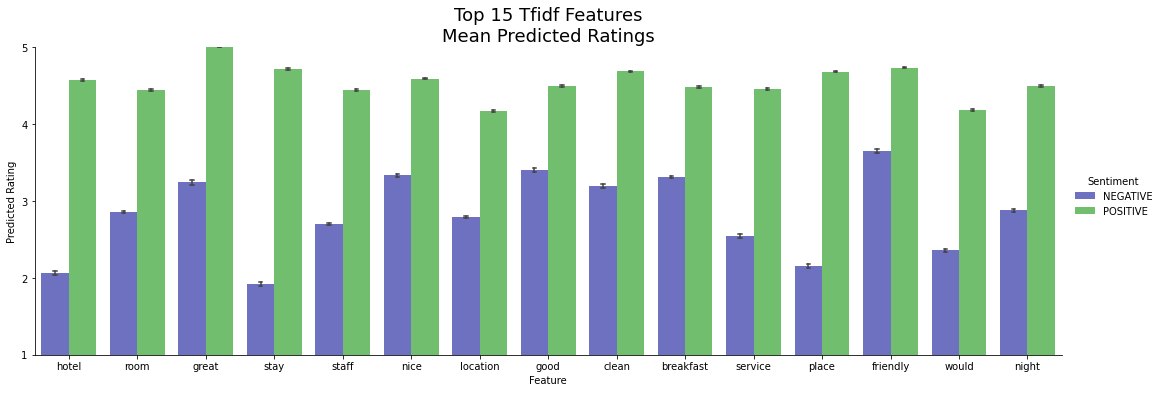 Top 15 Tfidf Features
Mean Predicted Ratings
5
4
3
2
1
Predicted Rating
hotel room great stay staff nice location good clean breakfast service place friendly would night
Feature
Sentiment
NEGATIVE
POSITIVE